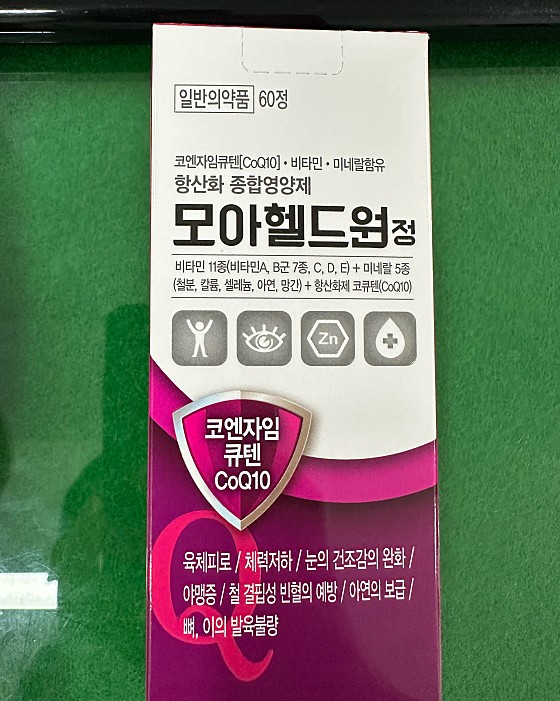 일반의약품 60정
코엔자임큐텐[CoQ10]・비타민・미네랄함유
항산화 종합영양제
모아헬드원정
비타민 11종(비타민A, B군 7종, C, D, E) + 미네랄 5종
(철분, 칼륨, 셀레늄, 아연, 망간) + 항산화제 코큐텐(CoQ10)
Zn
코엔자임
큐텐
CoQ10
Q
육체피로 / 체력저하 / 눈의 건조감의 완화 /
야맹증 / 철 결핍성 빈혈의 예방 / 아연의 보급 /
뼈, 이의 발육불량